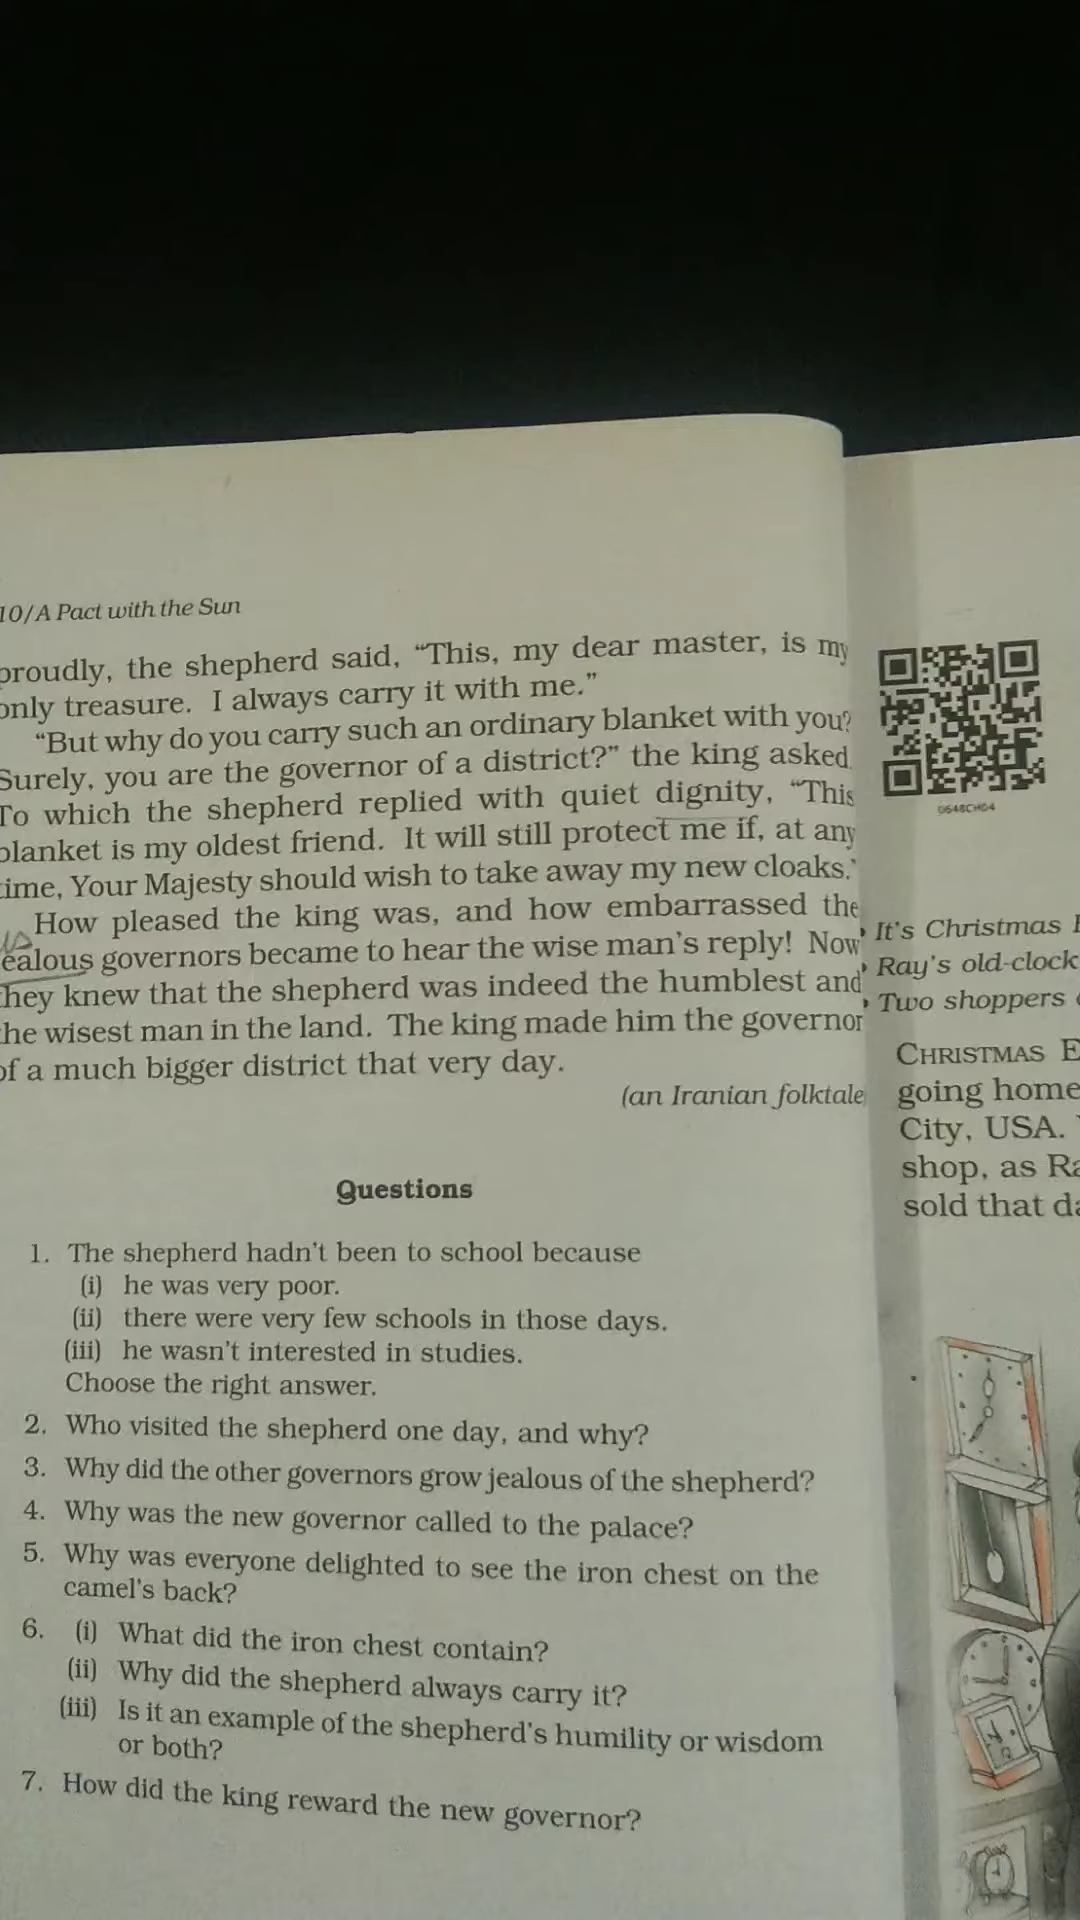 10/A Pact with the Sun
proudly, the shepherd said, “This, my dear master, is my
only treasure. I always carry it with me.”
“But why do you carry such an ordinary blanket with you?
Surely, you are the governor of a district?” the king asked.
To which the shepherd replied with quiet dignity, “This
blanket is my oldest friend. It will still protect me if, at any
time, Your Majesty should wish to take away my new cloaks.”
How pleased the king was, and how embarrassed the
ealous governors became to hear the wise man’s reply! Now
they knew that the shepherd was indeed the humblest and
the wisest man in the land. The king made him the governor
of a much bigger district that very day.
(an Iranian folktale
Questions
1. The shepherd hadn’t been to school because
(i) he was very poor.
(ii) there were very few schools in those days.
(iii) he wasn’t interested in studies.
Choose the right answer.
2. Who visited the shepherd one day, and why?
3. Why did the other governors grow jealous of the shepherd?
4. Why was the new governor called to the palace?
5. Why was everyone delighted to see the iron chest on the
camel’s back?
6. (i) What did the iron chest contain?
(ii) Why did the shepherd always carry it?
(iii) Is it an example of the shepherd’s humility or wisdom
or both?
7. How did the king reward the new governor?
0648CH04
It’s Christmas
Ray’s old-clock
Two shoppers
CHRISTMAS E
going home
City, USA.
shop, as Ra
sold that da